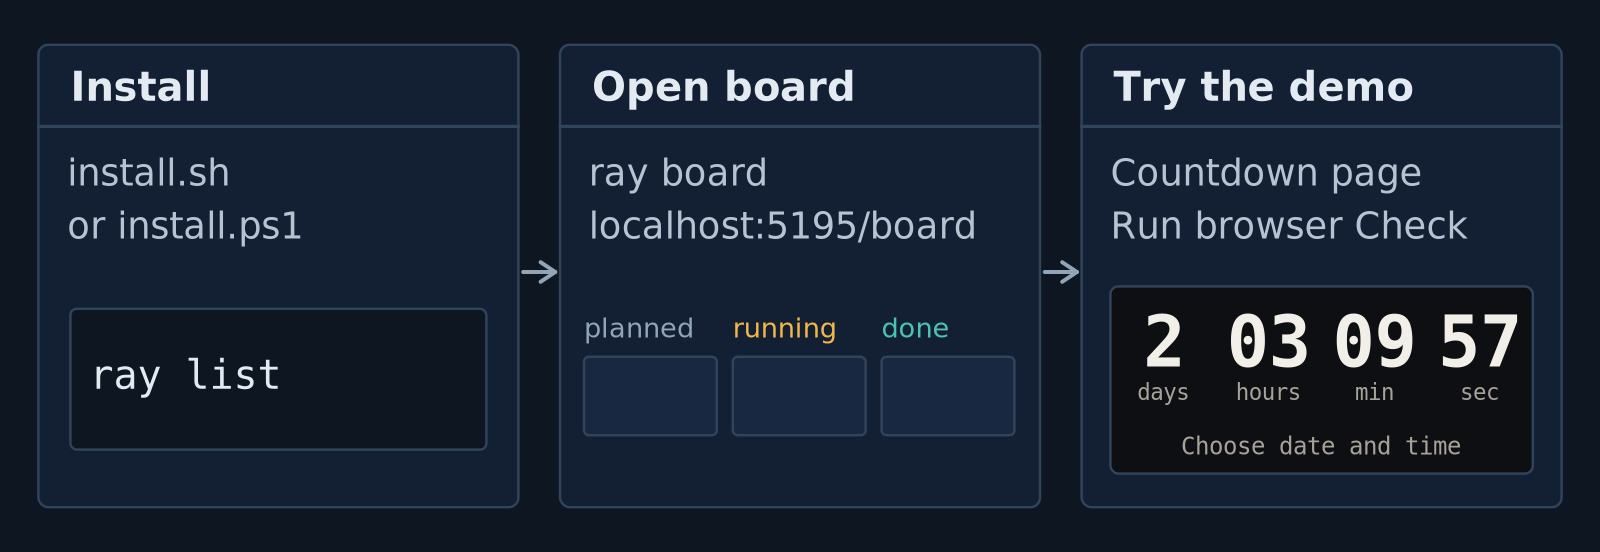 Install
install.sh
or install.ps1
ray list
Open board
ray board
localhost:5195/board
planned running done
Try the demo
Countdown page
Run browser Check
2 03 09 57
days hours min sec
Choose date and time